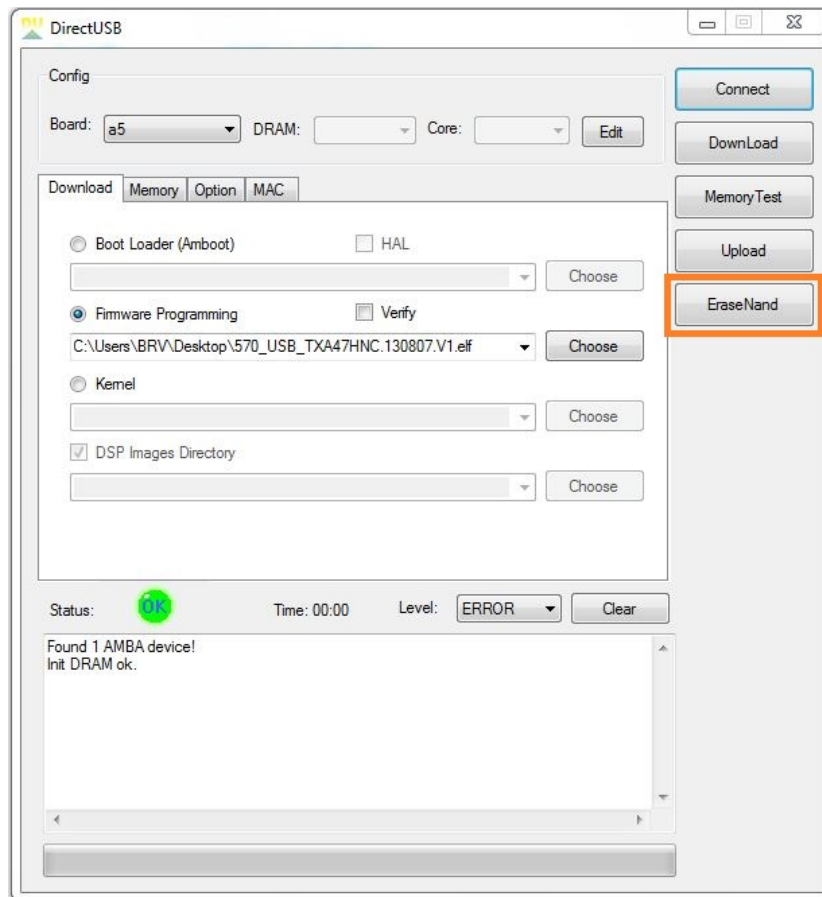 DirectUSB
Config
Board: a5 DRAM: Core: Edit
Connect
DownLoad
MemoryTest
Upload
EraseNand
Download Memory Option MAC
Boot Loader (Amboot) HAL
Choose
Firmware Programming Verify
C:\Users\BRV\Desktop\570_USB_TXA47HNC.130807.V1.elf Choose
Kernel
Choose
DSP Images Directory
Choose
Status: OK Time: 00:00 Level: ERROR Clear
Found 1 AMBA device!
Init DRAM ok.